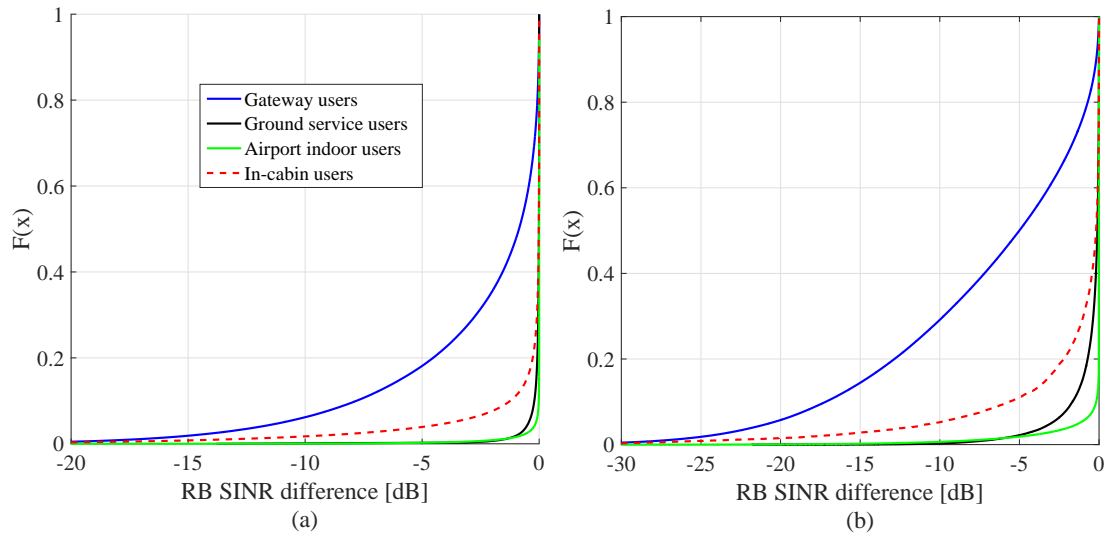 1
0.8
0.6
0.4
0.2
0
F(x)
Gateway users
Ground service users
Airport indoor users
In-cabin users
-20 -15 -10 -5 0
RB SINR difference [dB]
(a)
1
0.8
0.6
0.4
0.2
0
F(x)
-30 -25 -20 -15 -10 -5 0
RB SINR difference [dB]
(b)